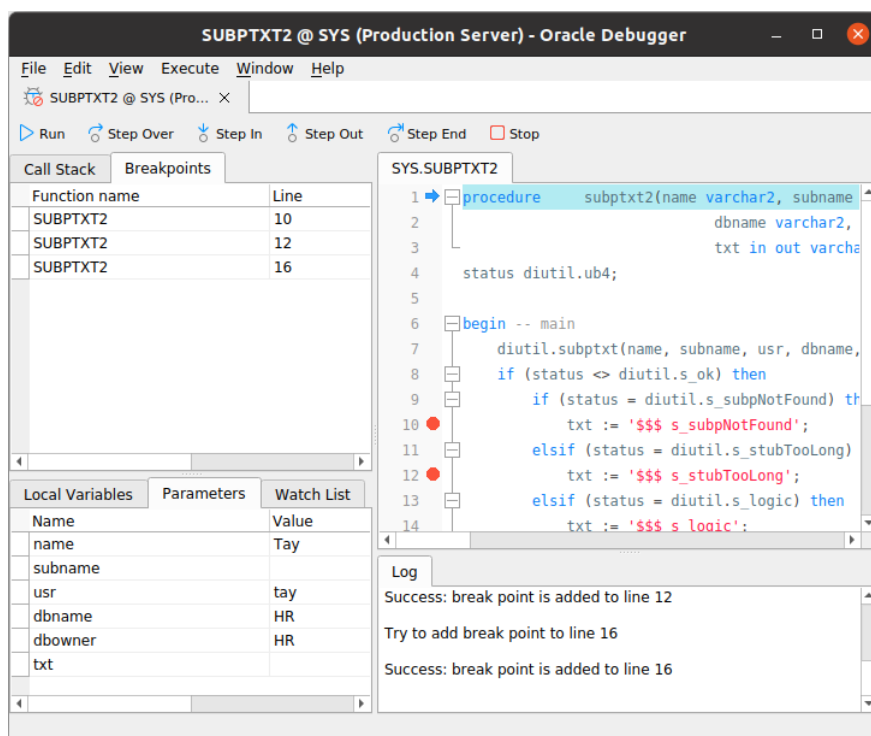 SUBPTXT2 @ SYS (Production Server) - Oracle Debugger
File Edit View Execute Window Help
SUBPTXT2 @ SYS (Pro...
Run Step Over Step In Step Out Step End Stop
Call Stack Breakpoints
Function name Line
SUBPTXT2 10
SUBPTXT2 12
SUBPTXT2 16
Local Variables Parameters Watch List
Name Value
name Tay
subname
usr tay
dbname HR
dbowner HR
txt
SYS.SUBPTXT2
1 procedure subptxt2(name varchar2, subname
2 dbname varchar2,
3 txt in out varcha
4 status diutil.ub4;
5
6 begin -- main
7 diutil.subptxt(name, subname, usr, dbname,
8 if (status <> diutil.s_ok) then
9 if (status = diutil.s_subpNotFound) th
10 txt := '$$$ s_subpNotFound';
11 elsif (status = diutil.s_stubTooLong)
12 txt := '$$$ s_stubTooLong';
13 elsif (status = diutil.s_logic) then
14 txt := '$$$ s_logic';
Log
Success: break point is added to line 12
Try to add break point to line 16
Success: break point is added to line 16